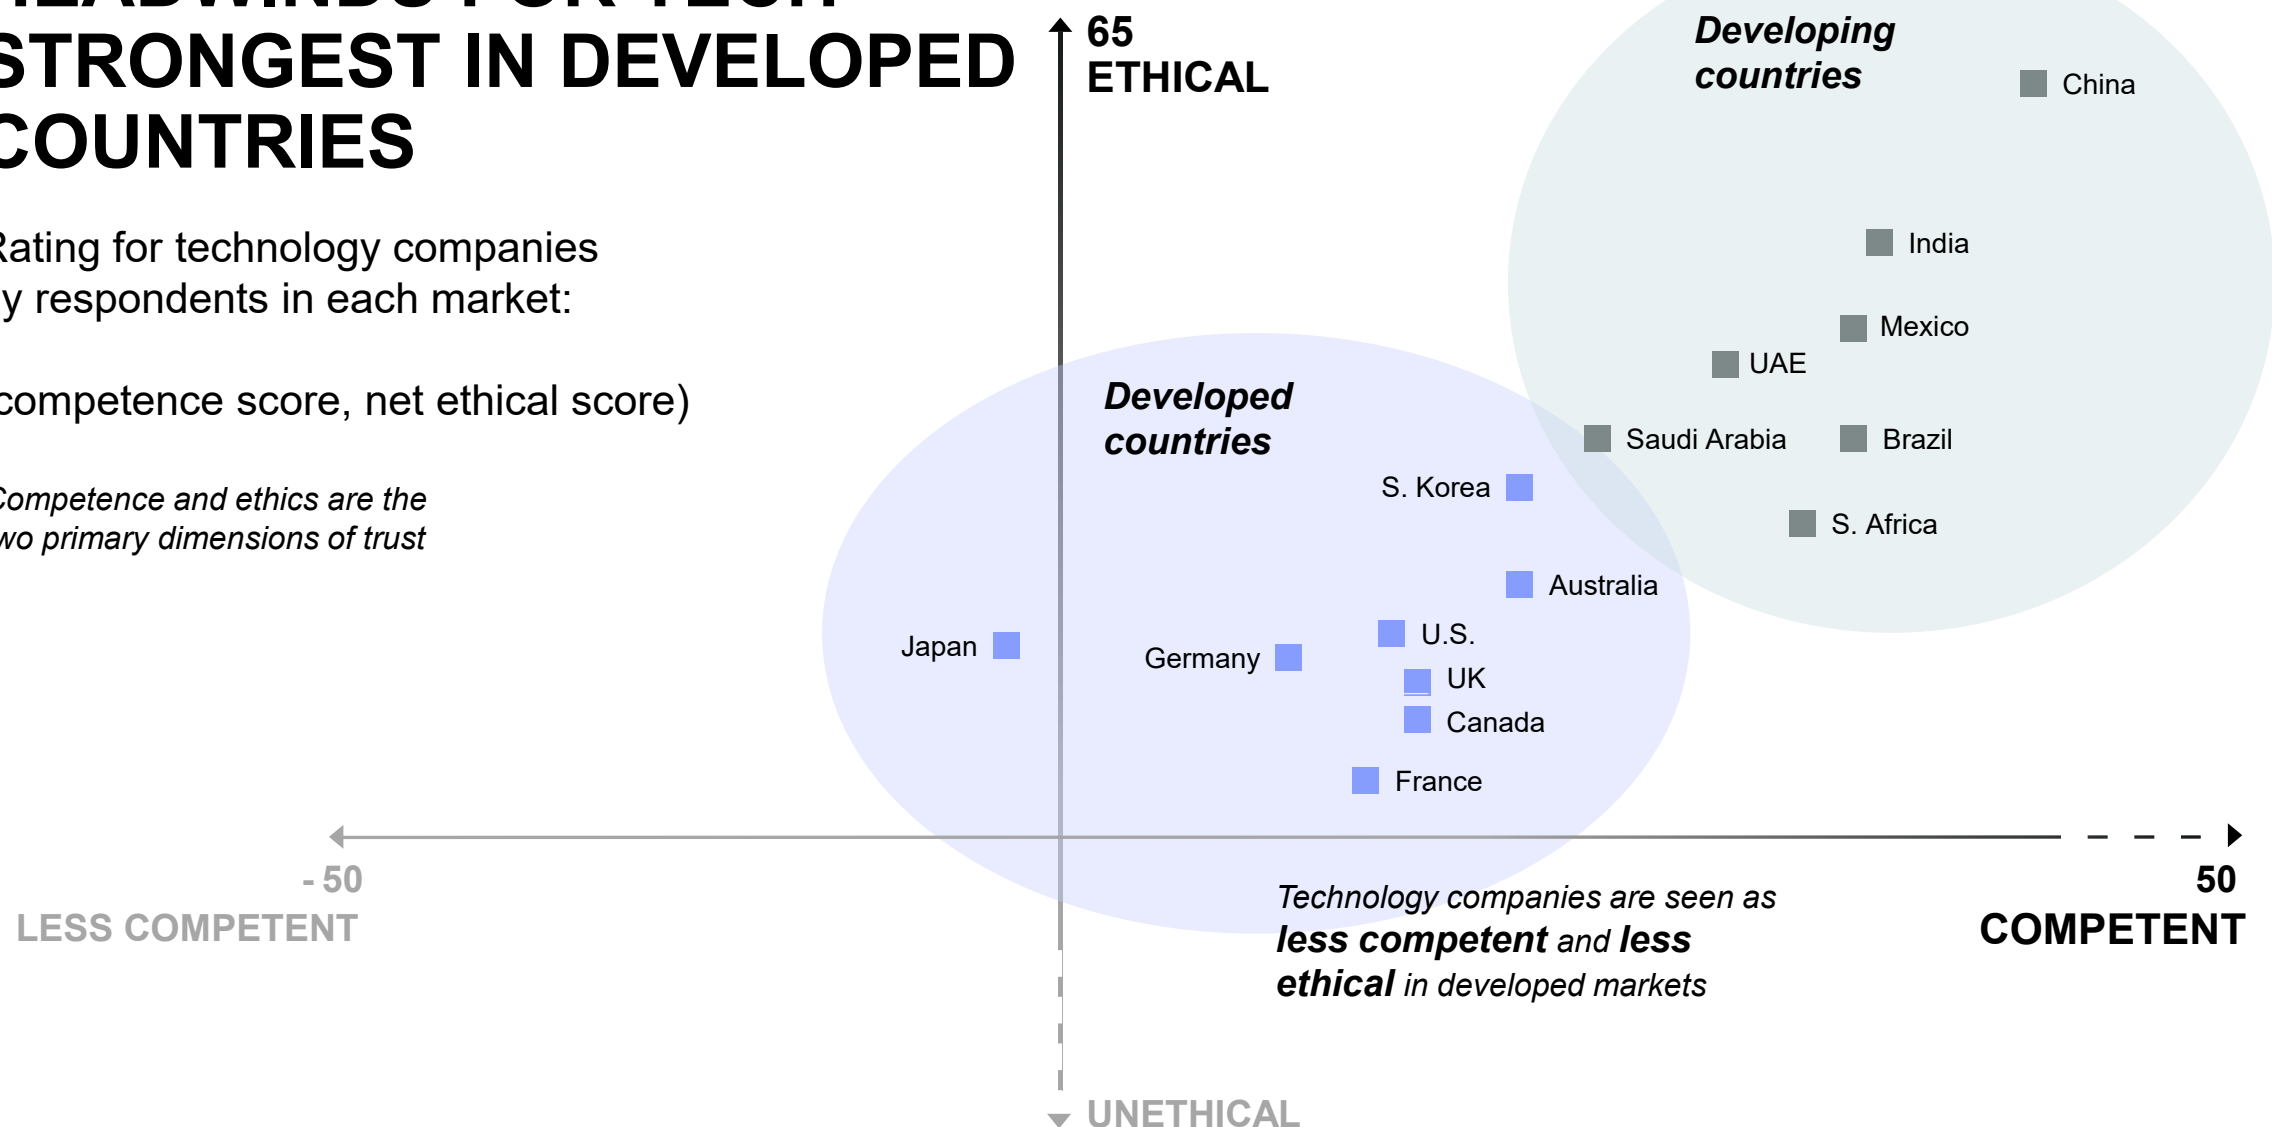 STRONGEST IN DEVELOPED
COUNTRIES
Rating for technology companies
y respondents in each market:
competence score, net ethical score)
Competence and ethics are the
two primary dimensions of trust
65
ETHICAL
Developing
countries
China
India
Mexico
UAE
Saudi Arabia
Brazil
S. Africa
Developed
countries
S. Korea
Australia
Japan
Germany
U.S.
UK
Canada
France
- 50
LESS COMPETENT
50
COMPETENT
Technology companies are seen as
less competent and less
ethical in developed markets
UNETHICAL